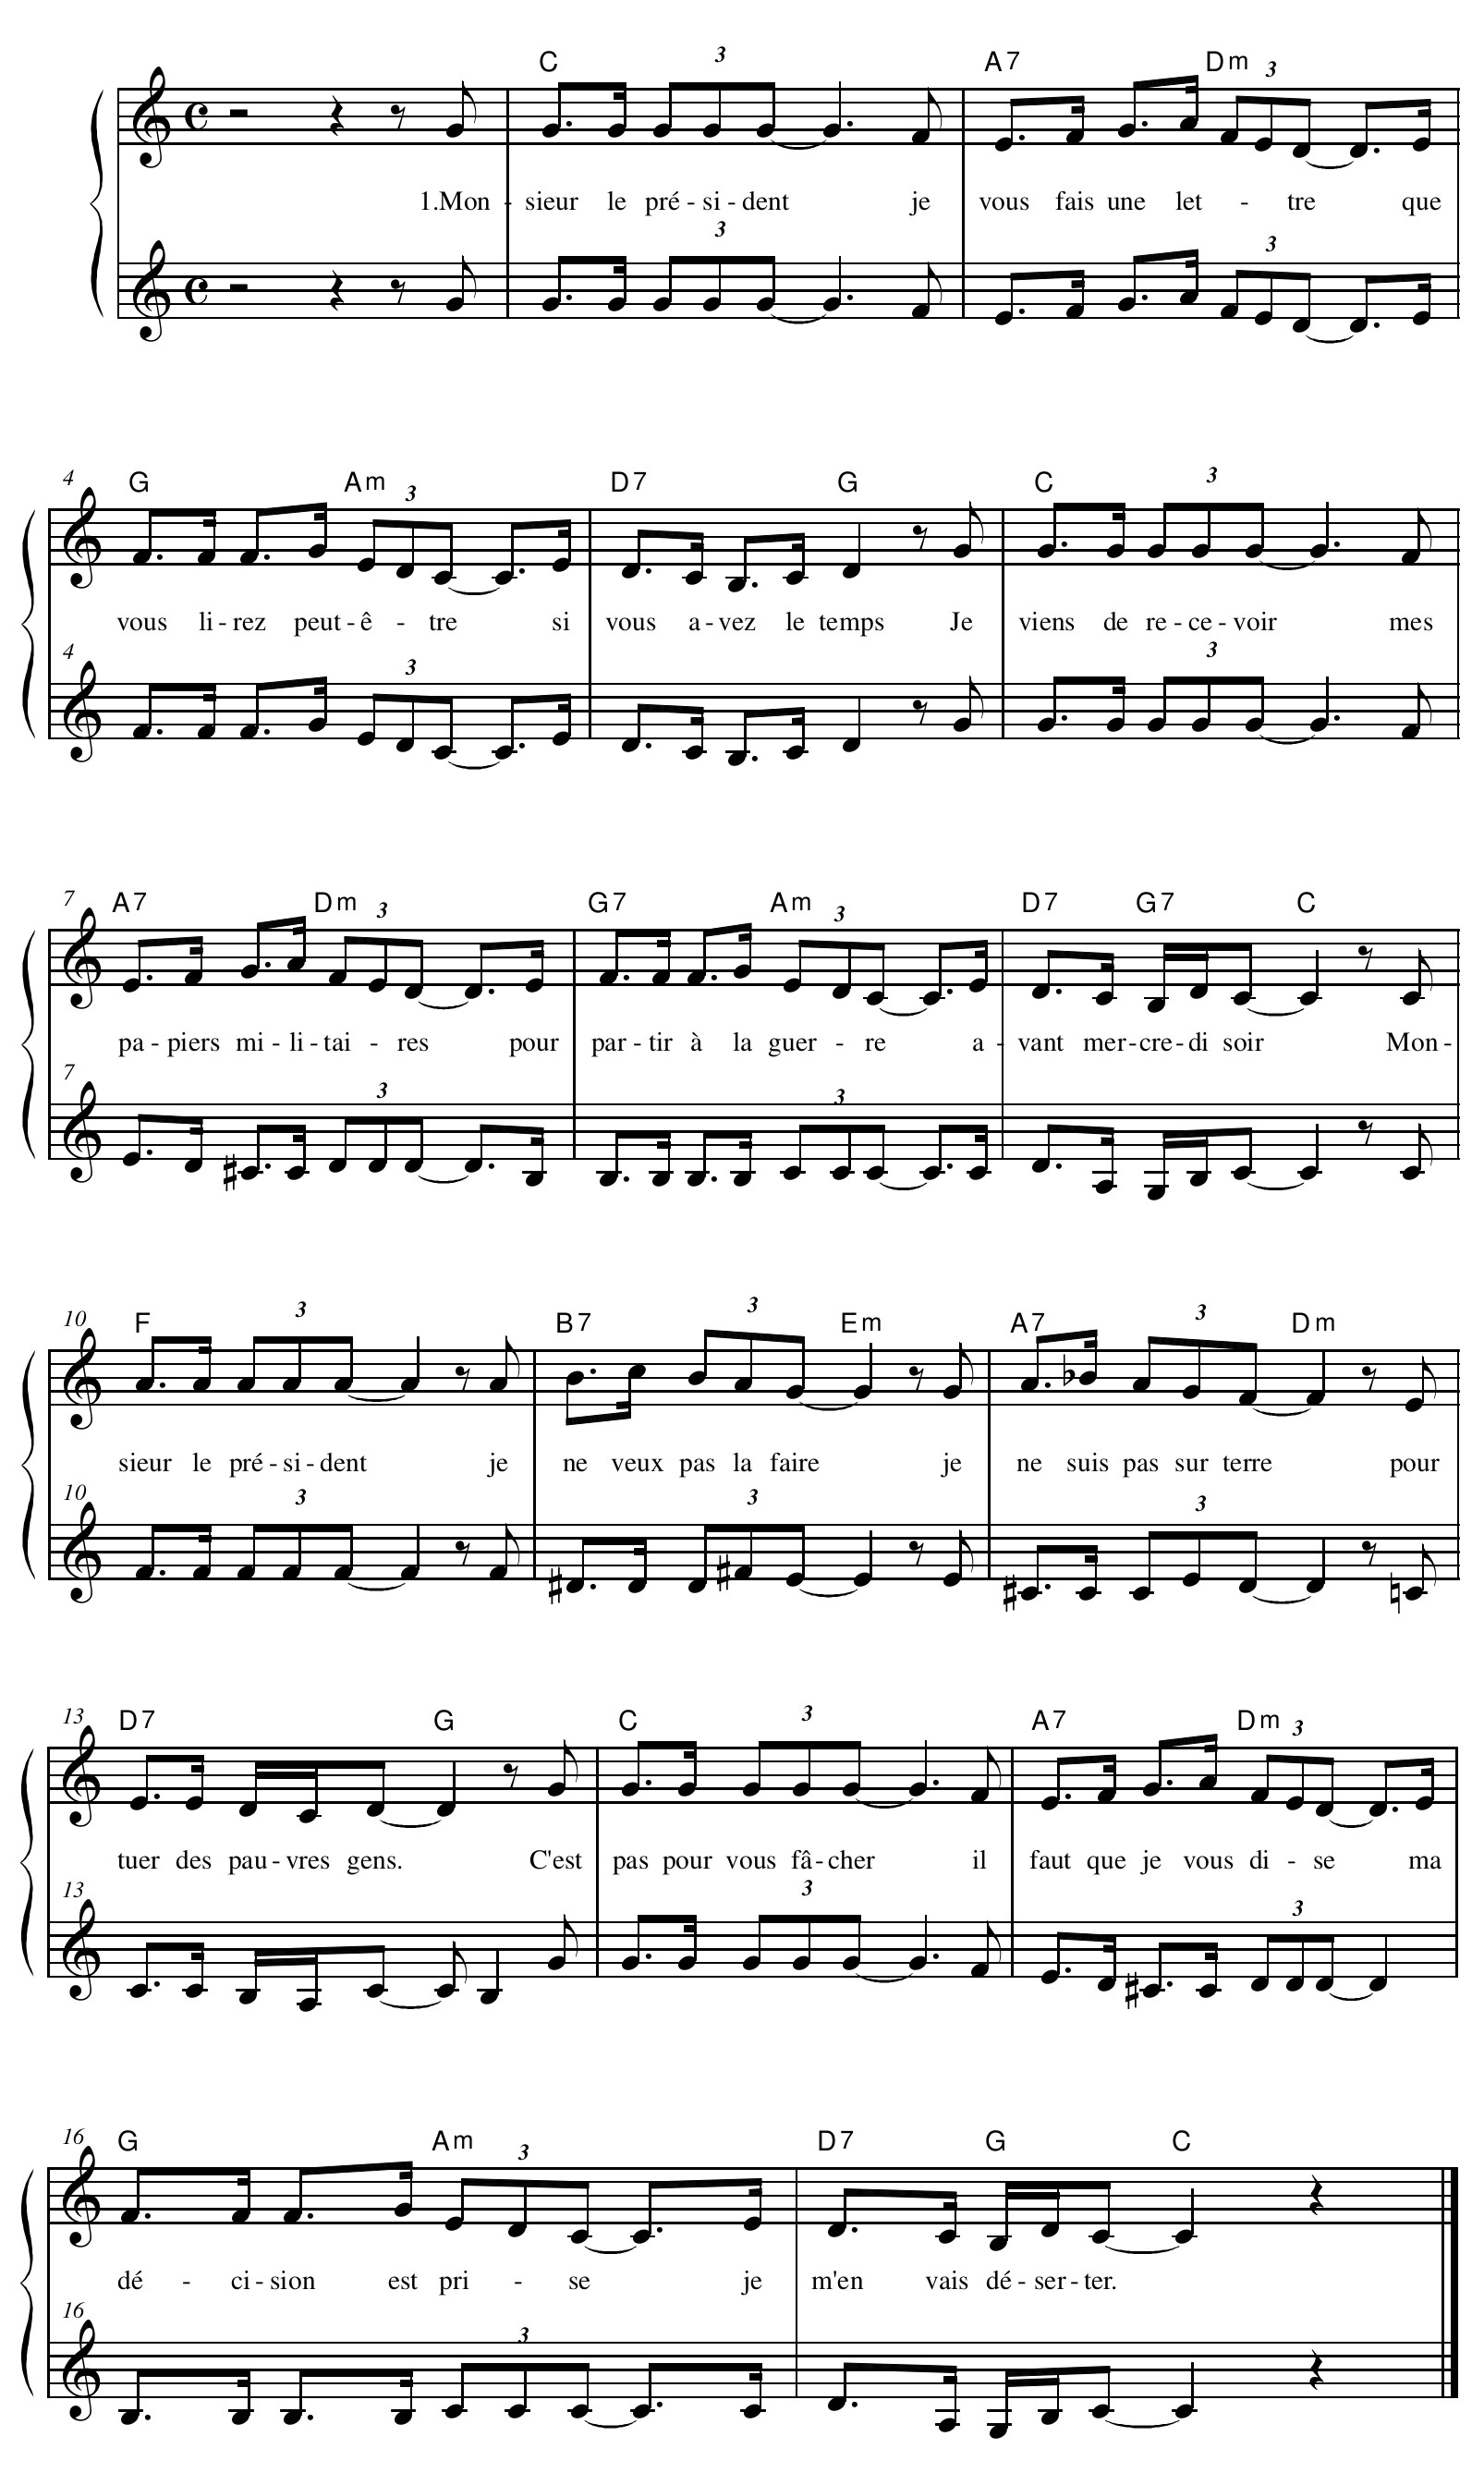 C 3 A7 Dm 3
1.Mon - sieur le pré - si - dent je vous fais une let - tre que
3 3
4 G Am 3 D7 G C 3
vous li - rez peut - ê - tre si vous a - vez le temps Je viens de re - ce - voir mes
4 3 3
7 A7 Dm 3 G7 Am 3 D7 G7 C
pa - piers mi - li - tai - res pour par - tir à la guer - re a - vant mer - cre - di soir Mon -
7 3 3
10 F 3 B7 3 Em A7 3 Dm
sieur le pré - si - dent je ne veux pas la faire je ne suis pas sur terre pour
10 3 3 3
13 D7 G C 3 A7 Dm 3
tuer des pau - vres gens. C'est pas pour vous fâ - cher il faut que je vous di - se ma
13 3 3
16 G Am 3 D7 G C
dé - ci - sion est pri - se je m'en vais dé - ser - ter.
16 3